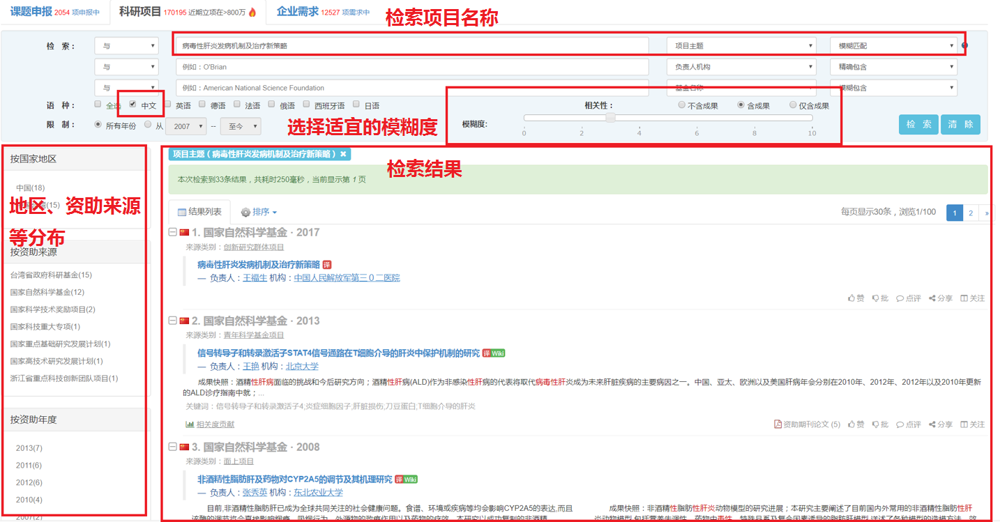 课题申报 2054 项申报中 科研项目 170195 近期立项在>800万 企业需求 12527 项需求中
检索项目名称
检 索： 与 病毒性肝炎发病机制及治疗新策略 项目主题 模糊匹配
与 例如：O'Brian 负责人机构 精确包含
与 例如：American National Science Foundation 基金名称 模糊包含
语 种： 全选 中文 英语 德语 法语 俄语 西班牙语 日语 相关性： 不含成果 含成果 仅含成果
限 制： 所有年份 从 2007 -- 至今 选择适宜的模糊度 模糊度: 0 2 4 6 8 10 检 索 清 除
按国家地区
中国(18)
(15)
地区、资助来源
等分布
按资助来源
台湾省政府科研基金(15)
国家自然科学基金(12)
国家科学技术奖励项目(2)
国家科技重大专项(1)
国家重点基础研究发展计划(1)
国家高技术研究发展计划(1)
浙江省重点科技创新团队项目(1)
按资助年度
2013(7)
2011(6)
2012(6)
2010(4)
2007(2)
项目主题 ( 病毒性肝炎发病机制及治疗新策略 ) ✖
检索结果
本次检索到33条结果，共耗时250毫秒，当前显示第 1 页
结果列表 排序 每页显示30条，浏览1/100 1 2 »
1. 国家自然科学基金 · 2017
来源类别：创新研究群体项目
病毒性肝炎发病机制及治疗新策略 评
— 负责人：王福生 机构：中国人民解放军第三０二医院
赞 批 点评 分享 关注
2. 国家自然科学基金 · 2013
来源类别：青年科学基金项目
信号转导子和转录激活子STAT4信号通路在T细胞介导的肝炎中保护机制的研究 评 Wiki
— 负责人：王艳 机构：北京大学
成果快照：酒精性肝病面临的挑战和今后研究方向；酒精性肝病(ALD)作为非感染性肝病的代表将取代病毒性肝炎成为未来肝脏疾病的主要病因之一。中国、亚太、欧洲以及美国肝病年会分别在2010年、2012年、2012年以及2010年更新
的ALD诊疗指南中就；...
关键词：信号转导子和转录激活子4;炎症细胞因子;肝脏损伤;刀豆蛋白;T细胞介导的肝炎
相关度贡献 资助期刊论文 (5) 赞 批 点评 分享 关注
3. 国家自然科学基金 · 2008
来源类别：面上项目
非酒精性脂肪肝及药物对CYP2A5的调节及其机理研究 评 Wiki
— 负责人：张秀英 机构：东北农业大学
目前,非酒精性脂肪肝已成为全球共同关注的社会健康问题。食谱、环境或疾病等均会影响CYP2A5的表达,而且
成果快照：非酒精性脂肪性肝炎动物模型的研究进展；本研究主要阐述了目前国内外常用的非酒精性脂肪性肝